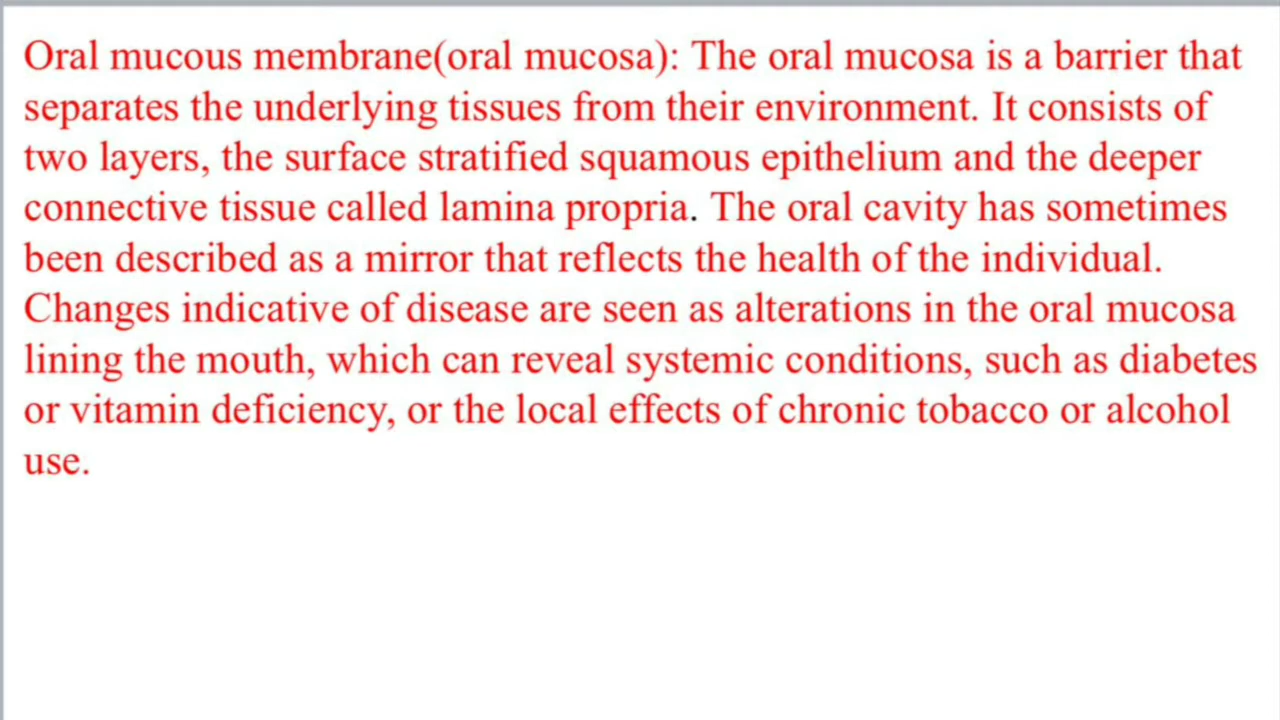 Oral mucous membrane(oral mucosa): The oral mucosa is a barrier that
separates the underlying tissues from their environment. It consists of
two layers, the surface stratified squamous epithelium and the deeper
connective tissue called lamina propria. The oral cavity has sometimes
been described as a mirror that reflects the health of the individual.
Changes indicative of disease are seen as alterations in the oral mucosa
lining the mouth, which can reveal systemic conditions, such as diabetes
or vitamin deficiency, or the local effects of chronic tobacco or alcohol
use.